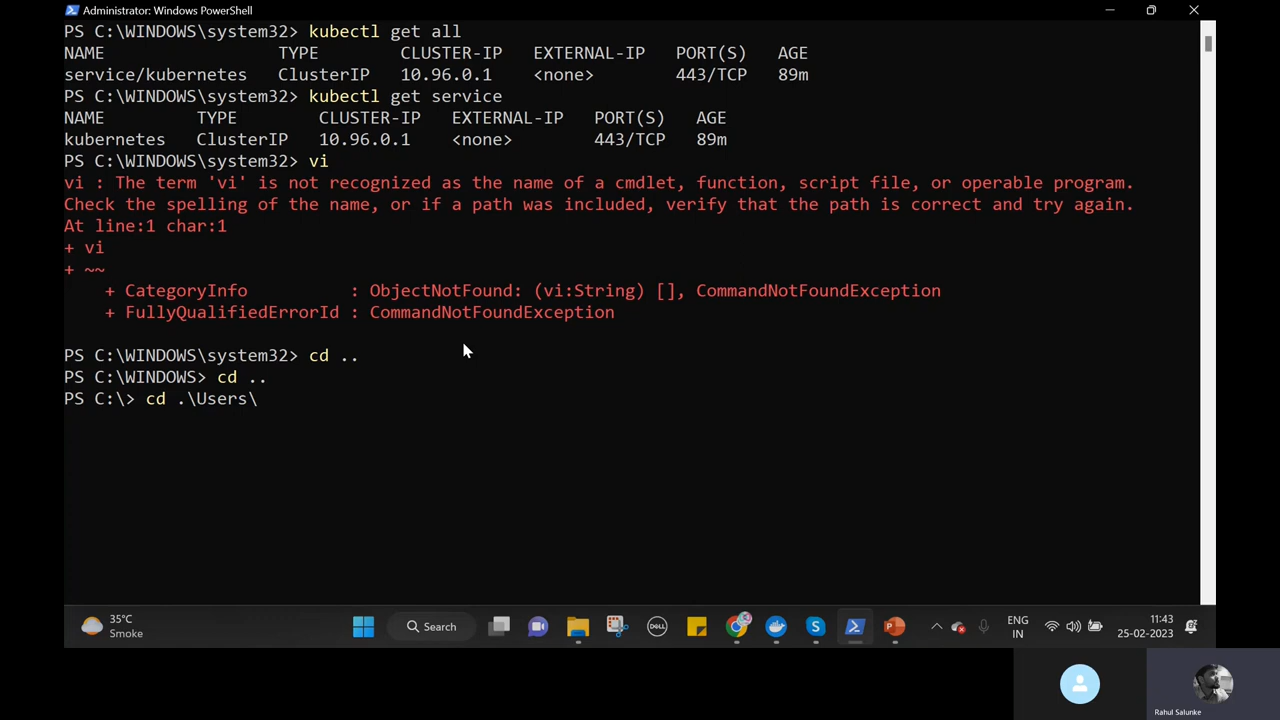 Administrator: Windows PowerShell
PS C:\WINDOWS\system32> kubectl get all
NAME TYPE CLUSTER-IP EXTERNAL-IP PORT(S) AGE
service/kubernetes ClusterIP 10.96.0.1 <none> 443/TCP 89m
PS C:\WINDOWS\system32> kubectl get service
NAME TYPE CLUSTER-IP EXTERNAL-IP PORT(S) AGE
kubernetes ClusterIP 10.96.0.1 <none> 443/TCP 89m
PS C:\WINDOWS\system32> vi
vi : The term 'vi' is not recognized as the name of a cmdlet, function, script file, or operable program.
Check the spelling of the name, or if a path was included, verify that the path is correct and try again.
At line:1 char:1
+ vi
+ ~~
+ CategoryInfo : ObjectNotFound: (vi:String) [], CommandNotFoundException
+ FullyQualifiedErrorId : CommandNotFoundException
PS C:\WINDOWS\system32> cd ..
PS C:\WINDOWS> cd ..
PS C:\> cd .\Users\
35°C
Smoke
Search
DELL
ENG
IN
11:43
25-02-2023
Rahul Salunke